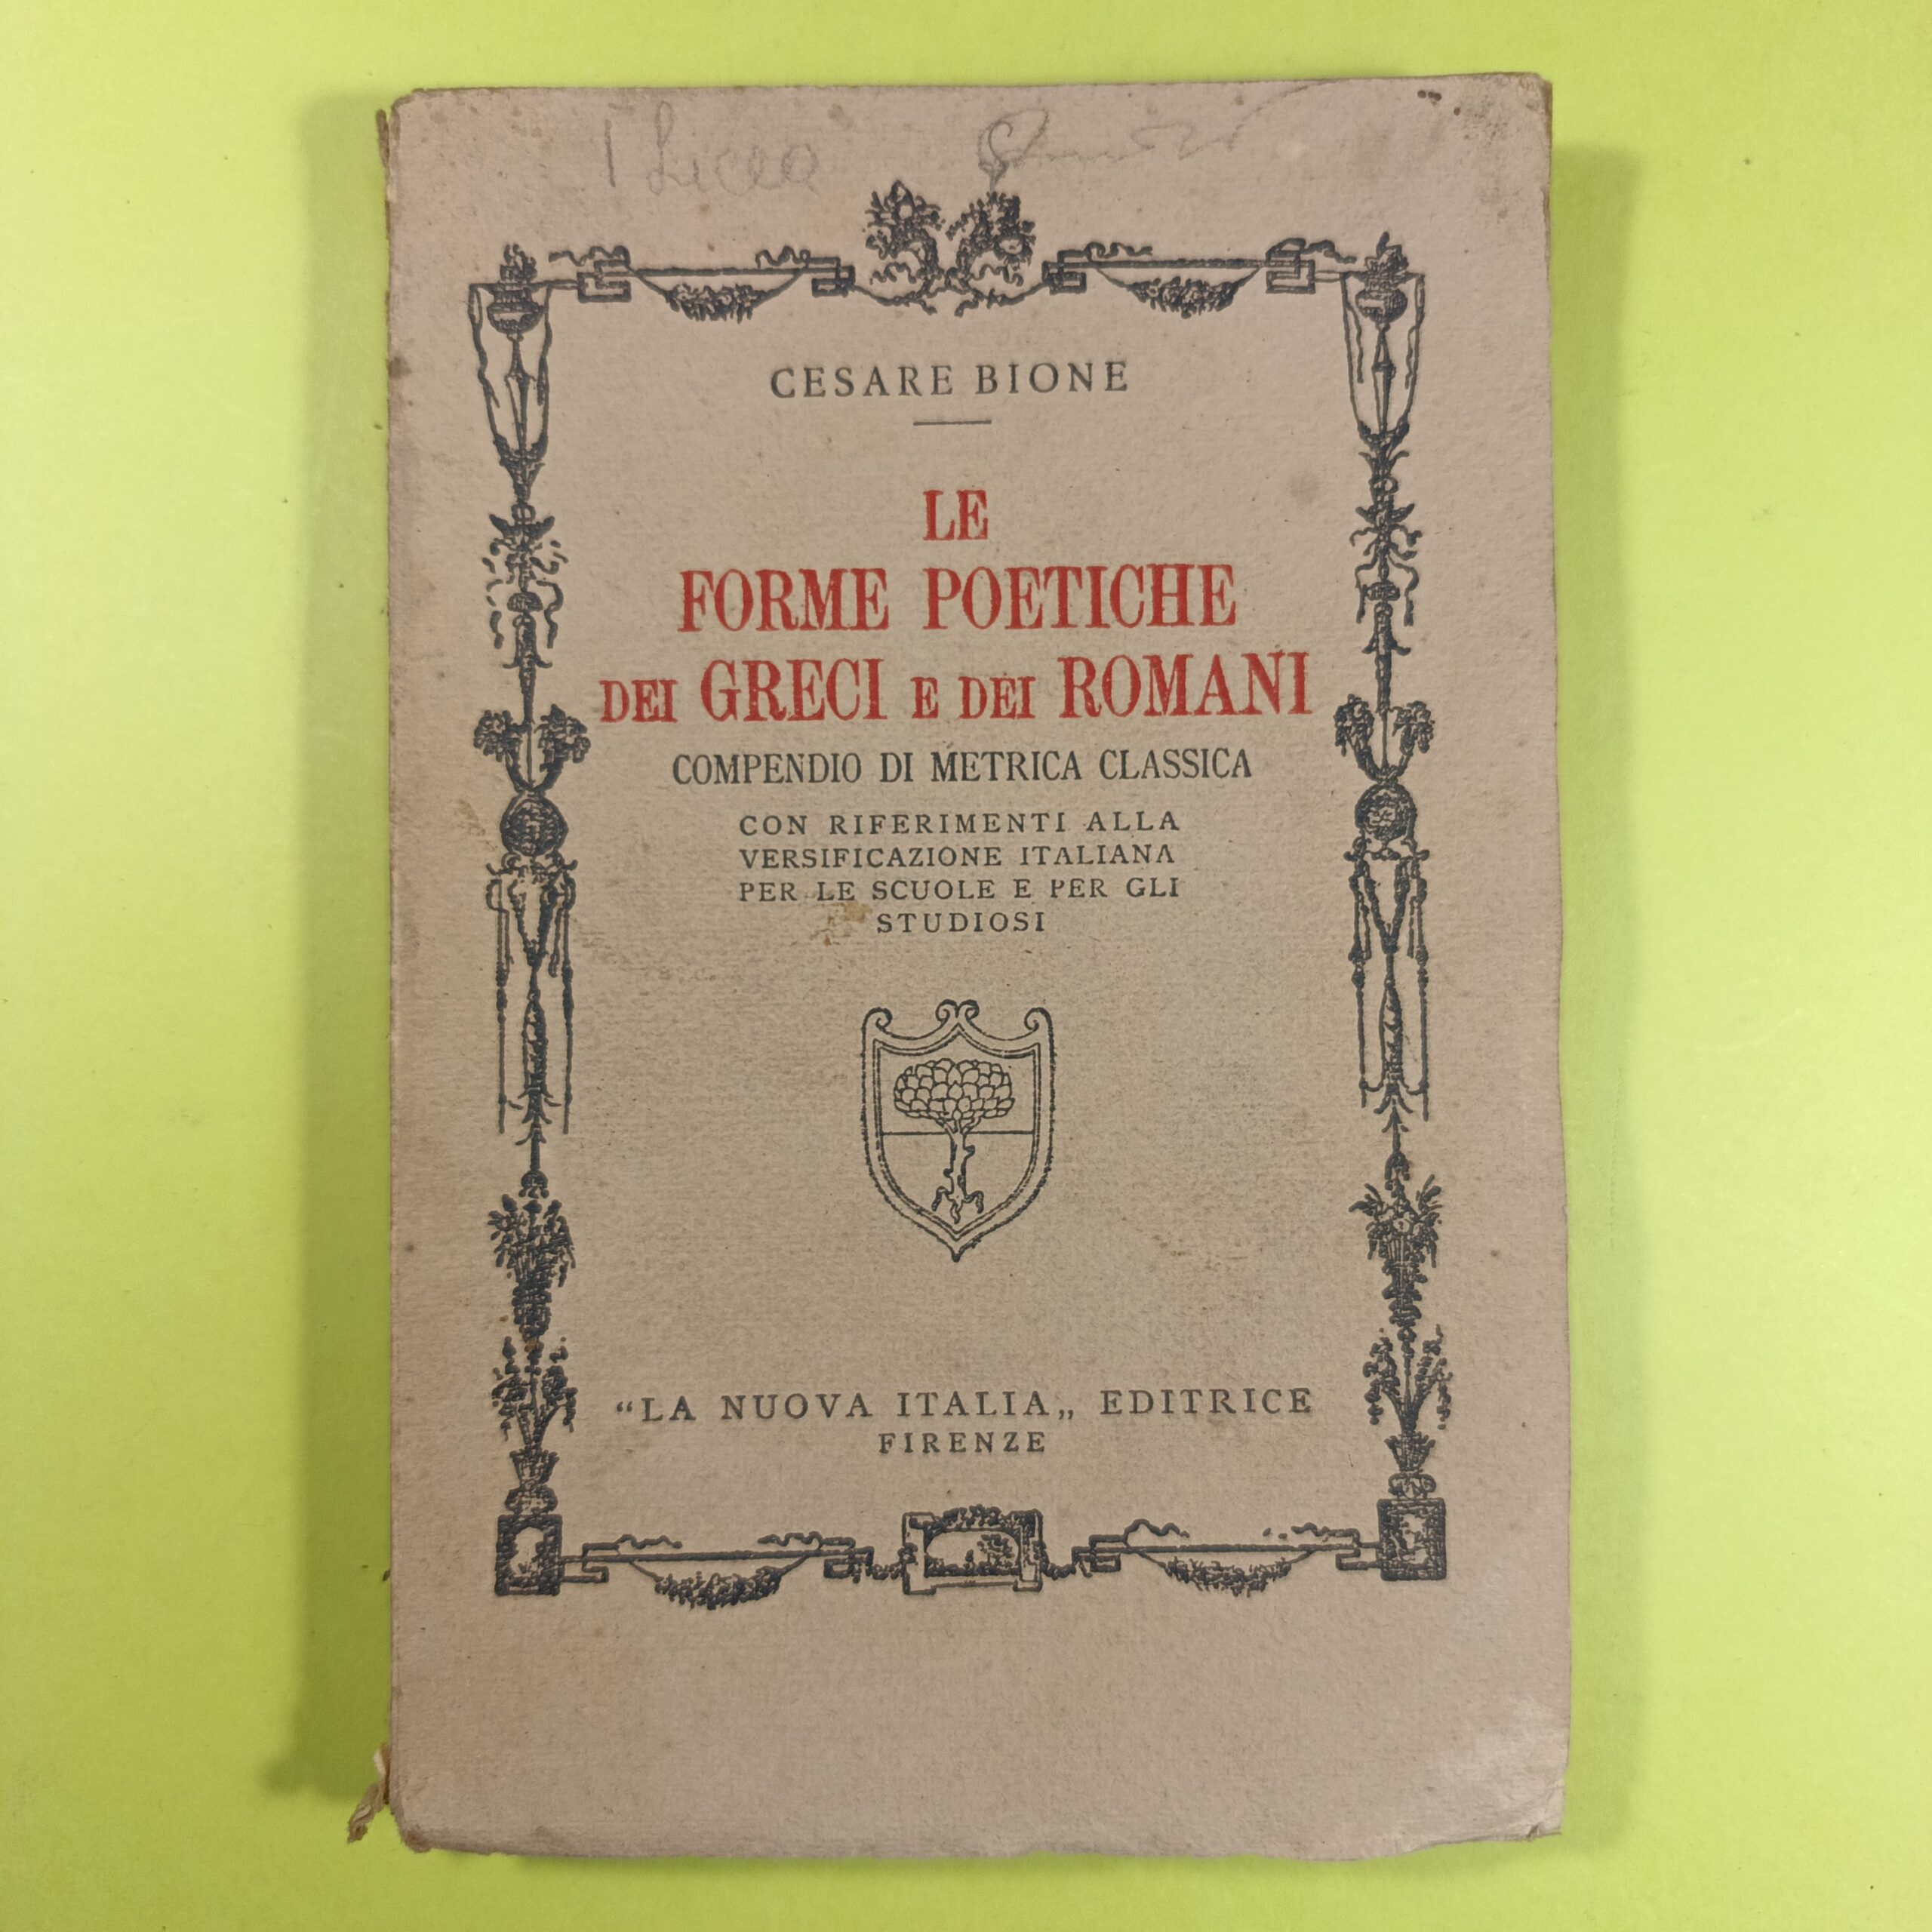 I Liceo
CESARE BIONE
LE
FORME POETICHE
DEI GRECI E DEI ROMANI
COMPENDIO DI METRICA CLASSICA
CON RIFERIMENTI ALLA
VERSIFICAZIONE ITALIANA
PER LE SCUOLE E PER GLI
STUDIOSI
“LA NUOVA ITALIA„ EDITRICE
FIRENZE